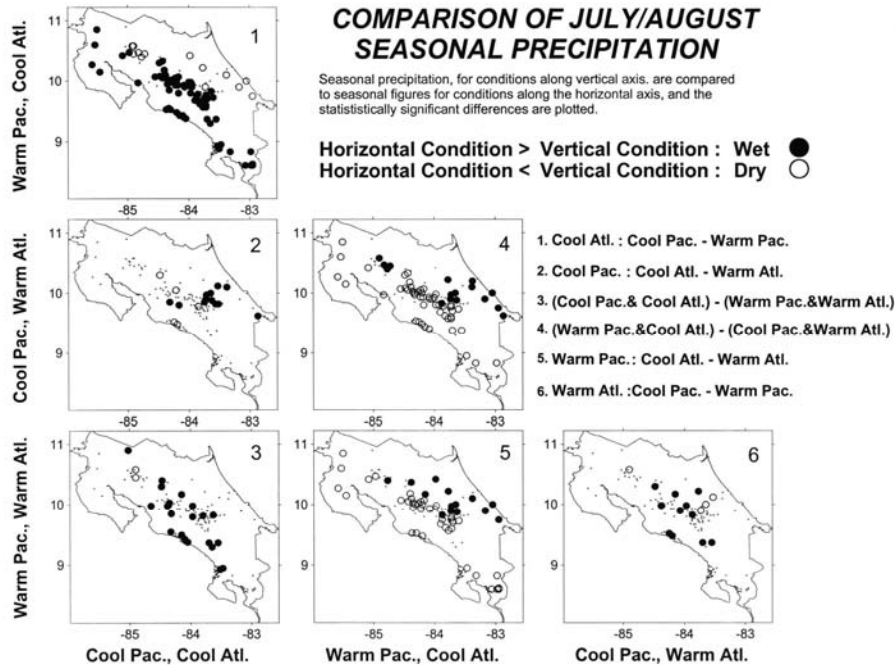 COMPARISON OF JULY/AUGUST
SEASONAL PRECIPITATION
Seasonal precipitation, for conditions along vertical axis. are compared
to seasonal figures for conditions along the horizontal axis, and the
statististically significant differences are plotted.
Horizontal Condition > Vertical Condition : Wet
Horizontal Condition < Vertical Condition : Dry
Warm Pac., Cool Atl.
11
10
9
1
-85 -84 -83
Cool Pac., Warm Atl.
11
10
9
2
-85 -84 -83
11
10
9
4
-85 -84 -83
1. Cool Atl. : Cool Pac. - Warm Pac.
2. Cool Pac. : Cool Atl. - Warm Atl.
3. (Cool Pac.& Cool Atl.) - (Warm Pac.&Warm Atl.)
4. (Warm Pac.&Cool Atl.) - (Cool Pac.&Warm Atl.)
5. Warm Pac.: Cool Atl. - Warm Atl.
6. Warm Atl. :Cool Pac. - Warm Pac.
Warm Pac., Warm Atl.
11
10
9
3
-85 -84 -83
Cool Pac., Cool Atl.
11
10
9
5
-85 -84 -83
Warm Pac., Cool Atl.
11
10
9
6
-85 -84 -83
Cool Pac., Warm Atl.